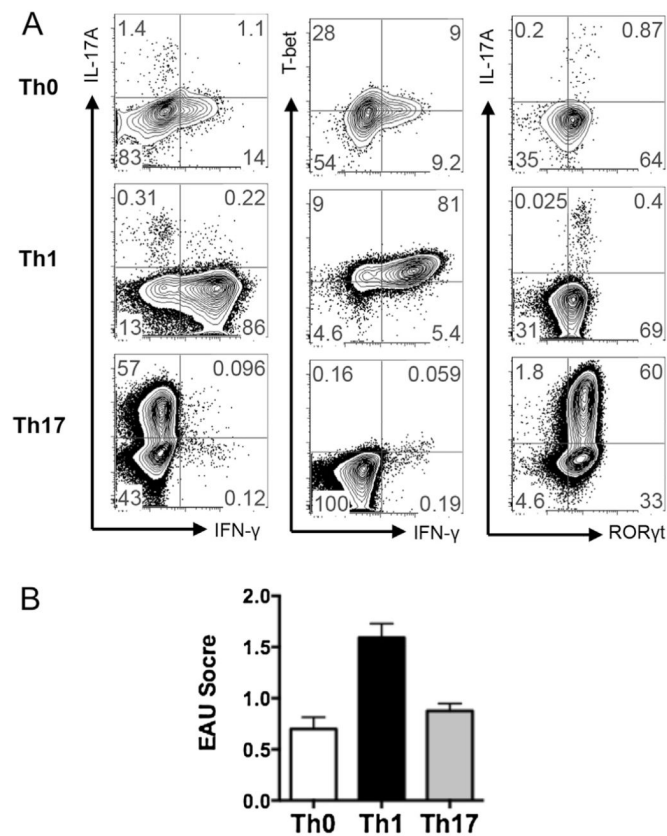 A
IL-17A
T-bet
IL-17A
Th0
1.4 1.1
83 14
28 9
54 9.2
0.2 0.87
35 64
Th1
0.31 0.22
13 86
9 81
4.6 5.4
0.025 0.4
31 69
Th17
57 0.096
43 0.12
0.16 0.059
100 0.19
1.8 60
4.6 33
IFN-γ
IFN-γ
RORγt
B
EAU Socre
2.0
1.5
1.0
0.5
0.0
Th0 Th1 Th17